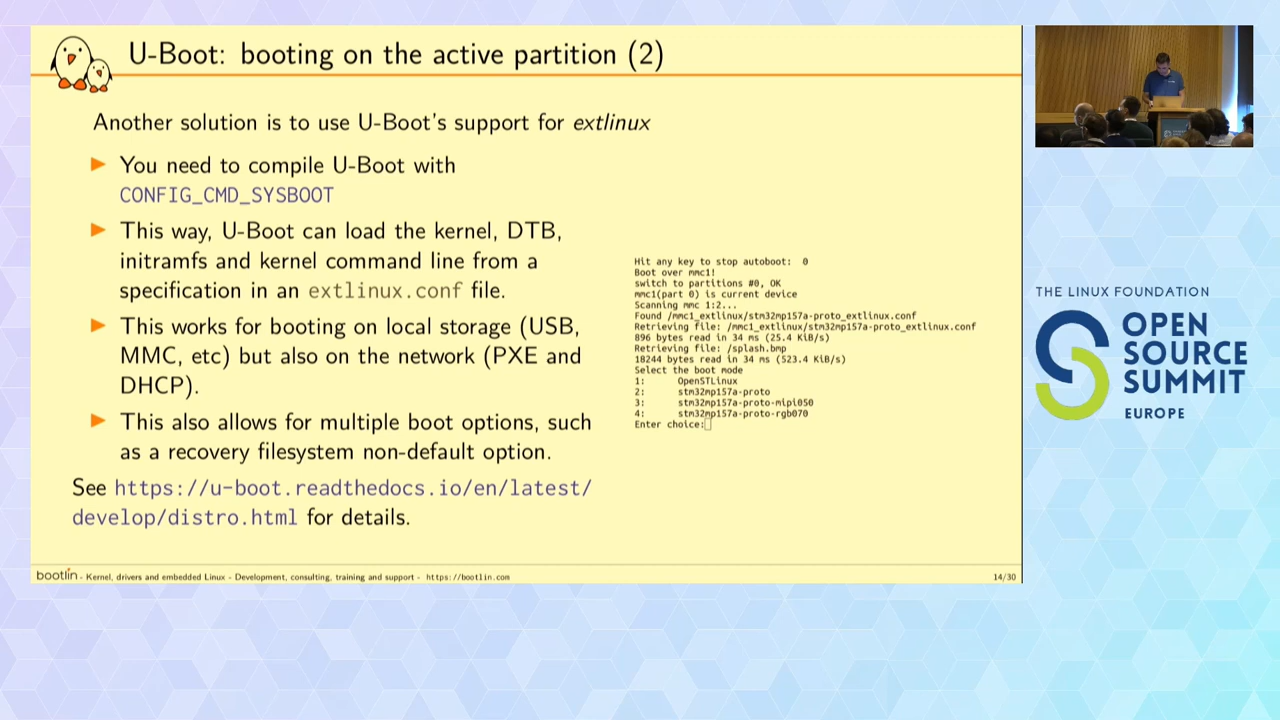 U-Boot: booting on the active partition (2)
Another solution is to use U-Boot's support for extlinux
▶ You need to compile U-Boot with
CONFIG_CMD_SYSBOOT
▶ This way, U-Boot can load the kernel, DTB,
initramfs and kernel command line from a
specification in an extlinux.conf file.
▶ This works for booting on local storage (USB,
MMC, etc) but also on the network (PXE and
DHCP).
▶ This also allows for multiple boot options, such
as a recovery filesystem non-default option.
See https://u-boot.readthedocs.io/en/latest/
develop/distro.html for details.
Hit any key to stop autoboot: 0
Boot over mmc1!
switch to partitions #0, OK
mmc1(part 0) is current device
Scanning mmc 1:2...
Found /mmc1_extlinux/stm32mp157a-proto_extlinux.conf
Retrieving file: /mmc1_extlinux/stm32mp157a-proto_extlinux.conf
896 bytes read in 34 ms (25.4 KiB/s)
Retrieving file: /splash.bmp
18244 bytes read in 34 ms (523.4 KiB/s)
Select the boot mode
1: OpenSTLinux
2: stm32mp157a-proto
3: stm32mp157a-proto-mipi050
4: stm32mp157a-proto-rgb070
Enter choice:
bootlin - Kernel, drivers and embedded Linux - Development, consulting, training and support - https://bootlin.com
14/30
THE LINUX FOUNDATION
OPEN
SOURCE
SUMMIT
EUROPE